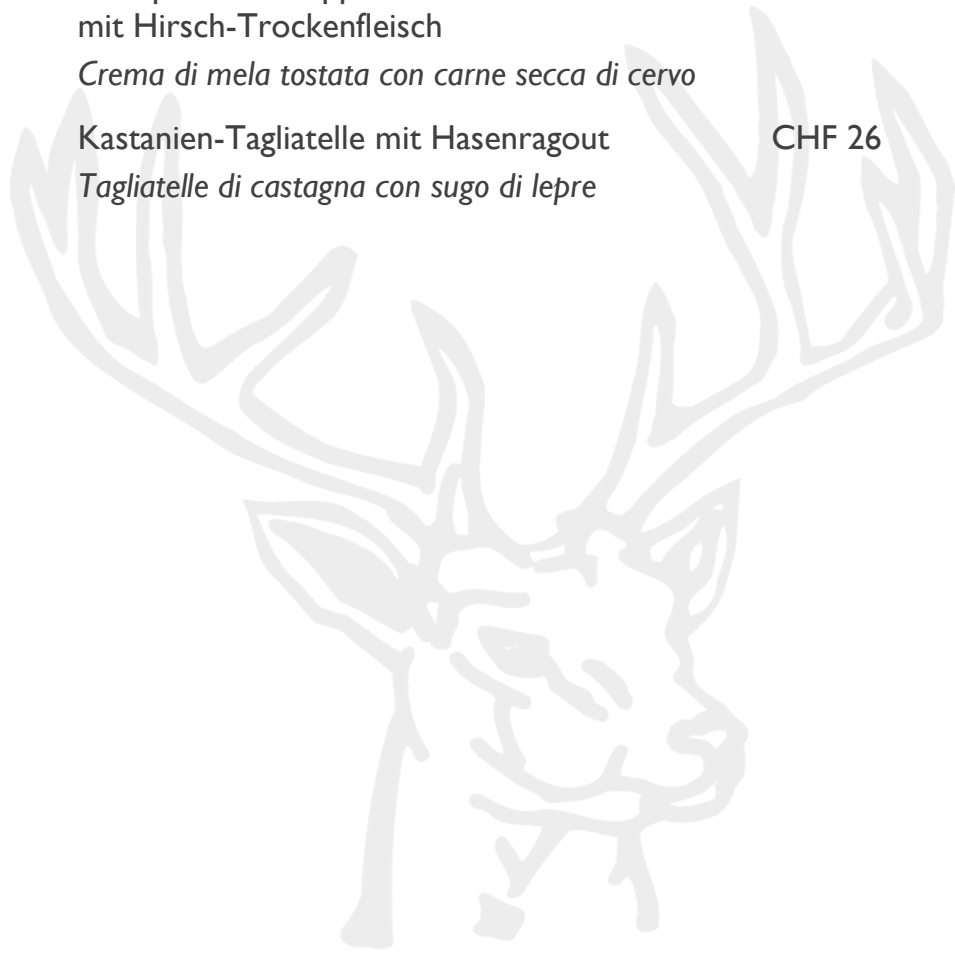 mit Hirsch-Trockenfleisch
Crema di mela tostata con carne secca di cervo
Kastanien-Tagliatelle mit Hasenragout CHF 26
Tagliatelle di castagna con sugo di lepre